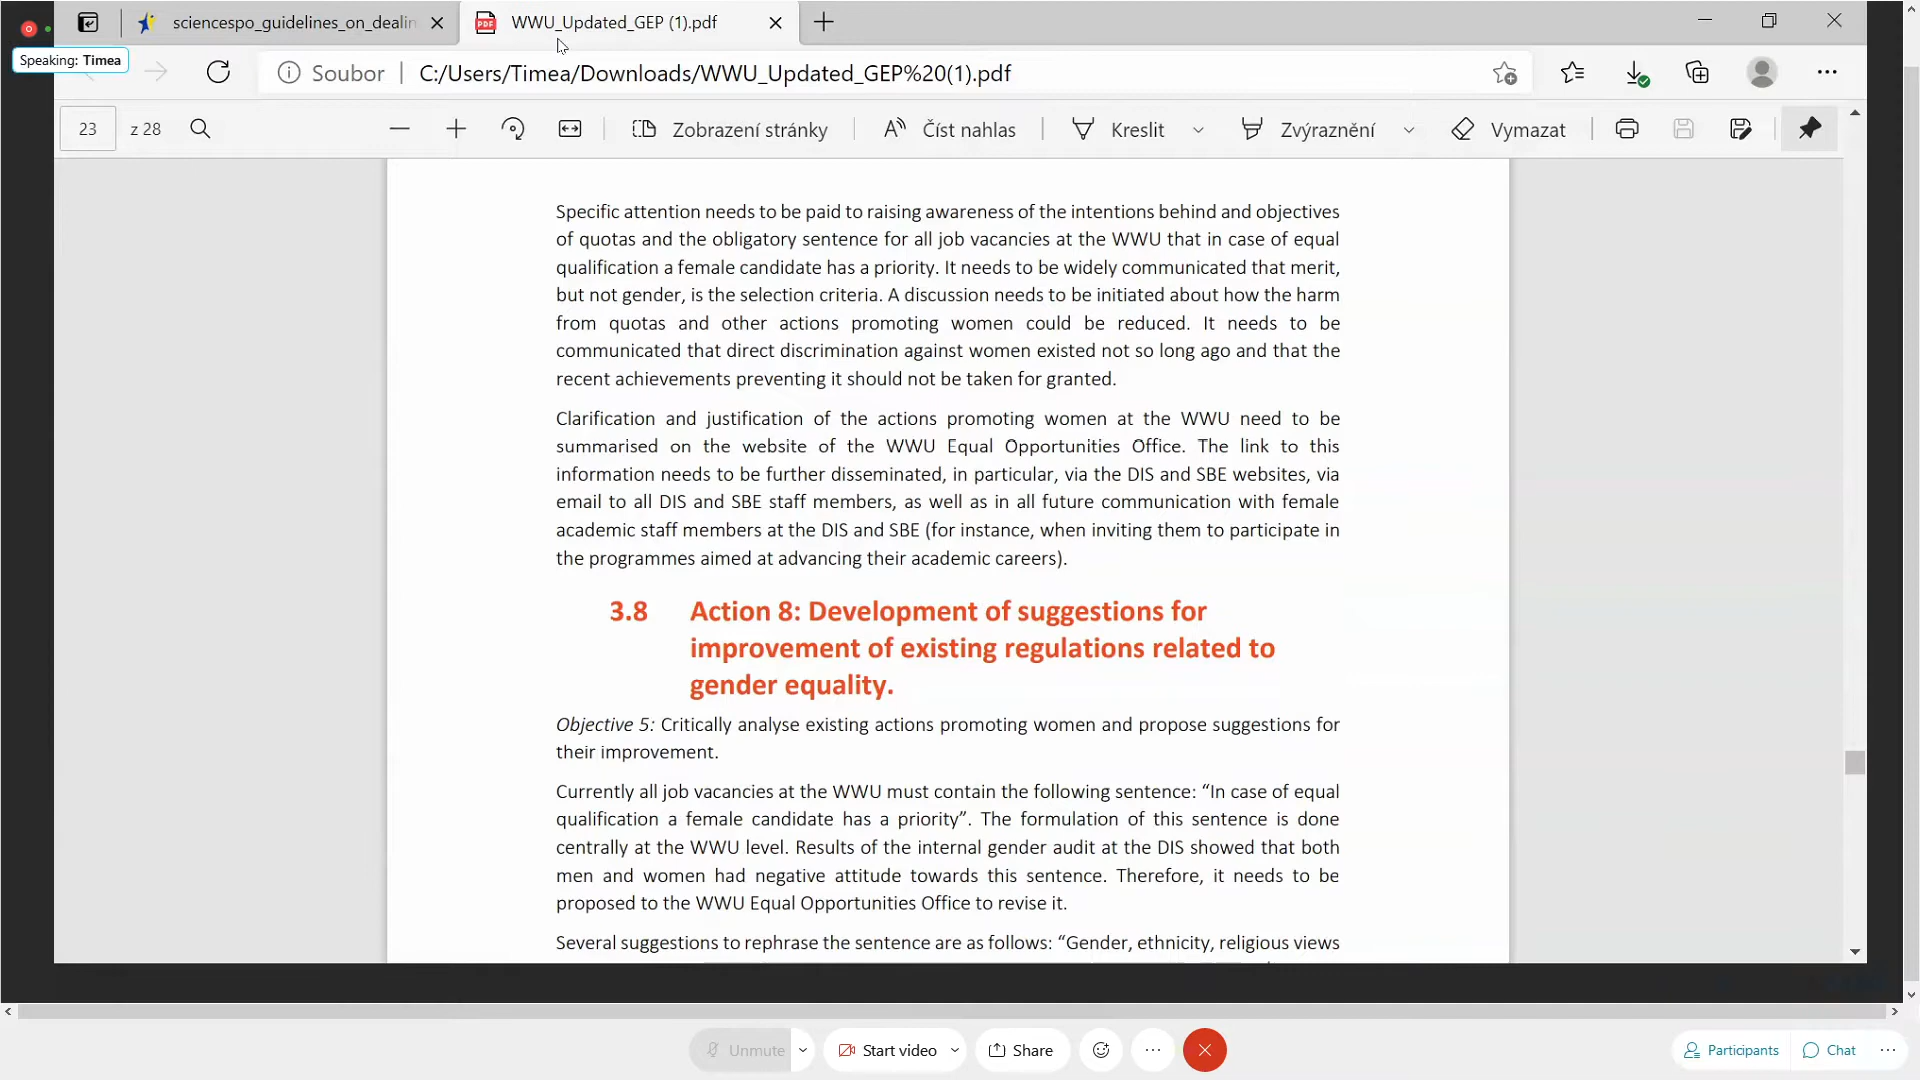 sciencespo_guidelines_on_dealin
WWU_Updated_GEP (1).pdf
Speaking: Timea
Soubor
C:/Users/Timea/Downloads/WWU_Updated_GEP%20(1).pdf
23 z 28
Zobrazení stránky
Číst nahlas
Kreslit
Zvýraznění
Vymazat
Specific attention needs to be paid to raising awareness of the intentions behind and objectives
of quotas and the obligatory sentence for all job vacancies at the WWU that in case of equal
qualification a female candidate has a priority. It needs to be widely communicated that merit,
but not gender, is the selection criteria. A discussion needs to be initiated about how the harm
from quotas and other actions promoting women could be reduced. It needs to be
communicated that direct discrimination against women existed not so long ago and that the
recent achievements preventing it should not be taken for granted.
Clarification and justification of the actions promoting women at the WWU need to be
summarised on the website of the WWU Equal Opportunities Office. The link to this
information needs to be further disseminated, in particular, via the DIS and SBE websites, via
email to all DIS and SBE staff members, as well as in all future communication with female
academic staff members at the DIS and SBE (for instance, when inviting them to participate in
the programmes aimed at advancing their academic careers).
3.8 Action 8: Development of suggestions for
improvement of existing regulations related to
gender equality.
Objective 5: Critically analyse existing actions promoting women and propose suggestions for
their improvement.
Currently all job vacancies at the WWU must contain the following sentence: “In case of equal
qualification a female candidate has a priority”. The formulation of this sentence is done
centrally at the WWU level. Results of the internal gender audit at the DIS showed that both
men and women had negative attitude towards this sentence. Therefore, it needs to be
proposed to the WWU Equal Opportunities Office to revise it.
Several suggestions to rephrase the sentence are as follows: “Gender, ethnicity, religious views
Unmute
Start video
Share
Participants
Chat